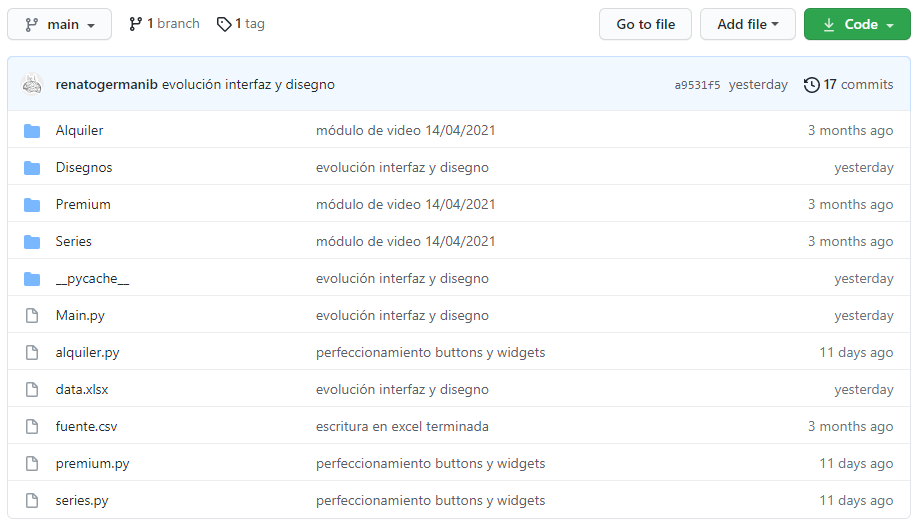 main 1 branch 1 tag Go to file Add file Code
renatogermanib evolución interfaz y disegno a9531f5 yesterday 17 commits
Alquiler módulo de video 14/04/2021 3 months ago
Disegnos evolución interfaz y disegno yesterday
Premium módulo de video 14/04/2021 3 months ago
Series módulo de video 14/04/2021 3 months ago
__pycache__ evolución interfaz y disegno yesterday
Main.py evolución interfaz y disegno yesterday
alquiler.py perfeccionamiento buttons y widgets 11 days ago
data.xlsx evolución interfaz y disegno yesterday
fuente.csv escritura en excel terminada 3 months ago
premium.py perfeccionamiento buttons y widgets 11 days ago
series.py perfeccionamiento buttons y widgets 11 days ago